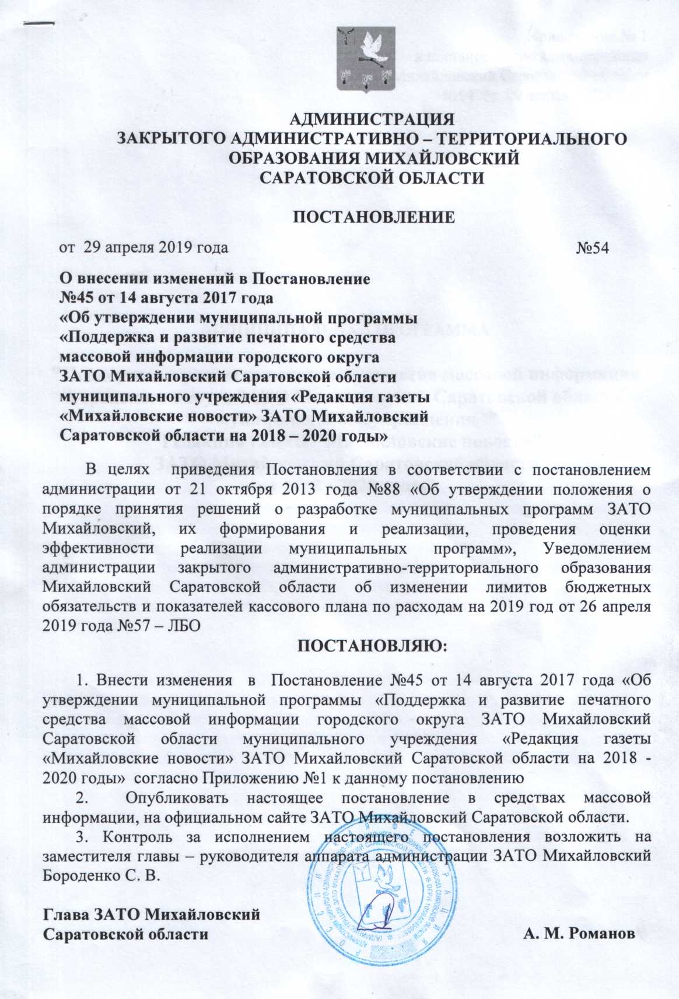 АДМИНИСТРАЦИЯ
ЗАКРЫТОГО АДМИНИСТРАТИВНО – ТЕРРИТОРИАЛЬНОГО
ОБРАЗОВАНИЯ МИХАЙЛОВСКИЙ
САРАТОВСКОЙ ОБЛАСТИ
ПОСТАНОВЛЕНИЕ
от 29 апреля 2019 года №54
О внесении изменений в Постановление
№45 от 14 августа 2017 года
«Об утверждении муниципальной программы
«Поддержка и развитие печатного средства
массовой информации городского округа
ЗАТО Михайловский Саратовской области
муниципального учреждения «Редакция газеты
«Михайловские новости» ЗАТО Михайловский
Саратовской области на 2018 – 2020 годы»
В целях приведения Постановления в соответствии с постановлением
администрации от 21 октября 2013 года №88 «Об утверждении положения о
порядке принятия решений о разработке муниципальных программ ЗАТО
Михайловский, их формирования и реализации, проведения оценки
эффективности реализации муниципальных программ», Уведомлением
администрации закрытого административно-территориального образования
Михайловский Саратовской области об изменении лимитов бюджетных
обязательств и показателей кассового плана по расходам на 2019 год от 26 апреля
2019 года №57 – ЛБО
ПОСТАНОВЛЯЮ:
1. Внести изменения в Постановление №45 от 14 августа 2017 года «Об
утверждении муниципальной программы «Поддержка и развитие печатного
средства массовой информации городского округа ЗАТО Михайловский
Саратовской области муниципального учреждения «Редакция газеты
«Михайловские новости» ЗАТО Михайловский Саратовской области на 2018 -
2020 годы» согласно Приложению №1 к данному постановлению
2. Опубликовать настоящее постановление в средствах массовой
информации, на официальном сайте ЗАТО Михайловский Саратовской области.
3. Контроль за исполнением настоящего постановления возложить на
заместителя главы – руководителя аппарата администрации ЗАТО Михайловский
Бороденко С. В.
Глава ЗАТО Михайловский
Саратовской области А. М. Романов